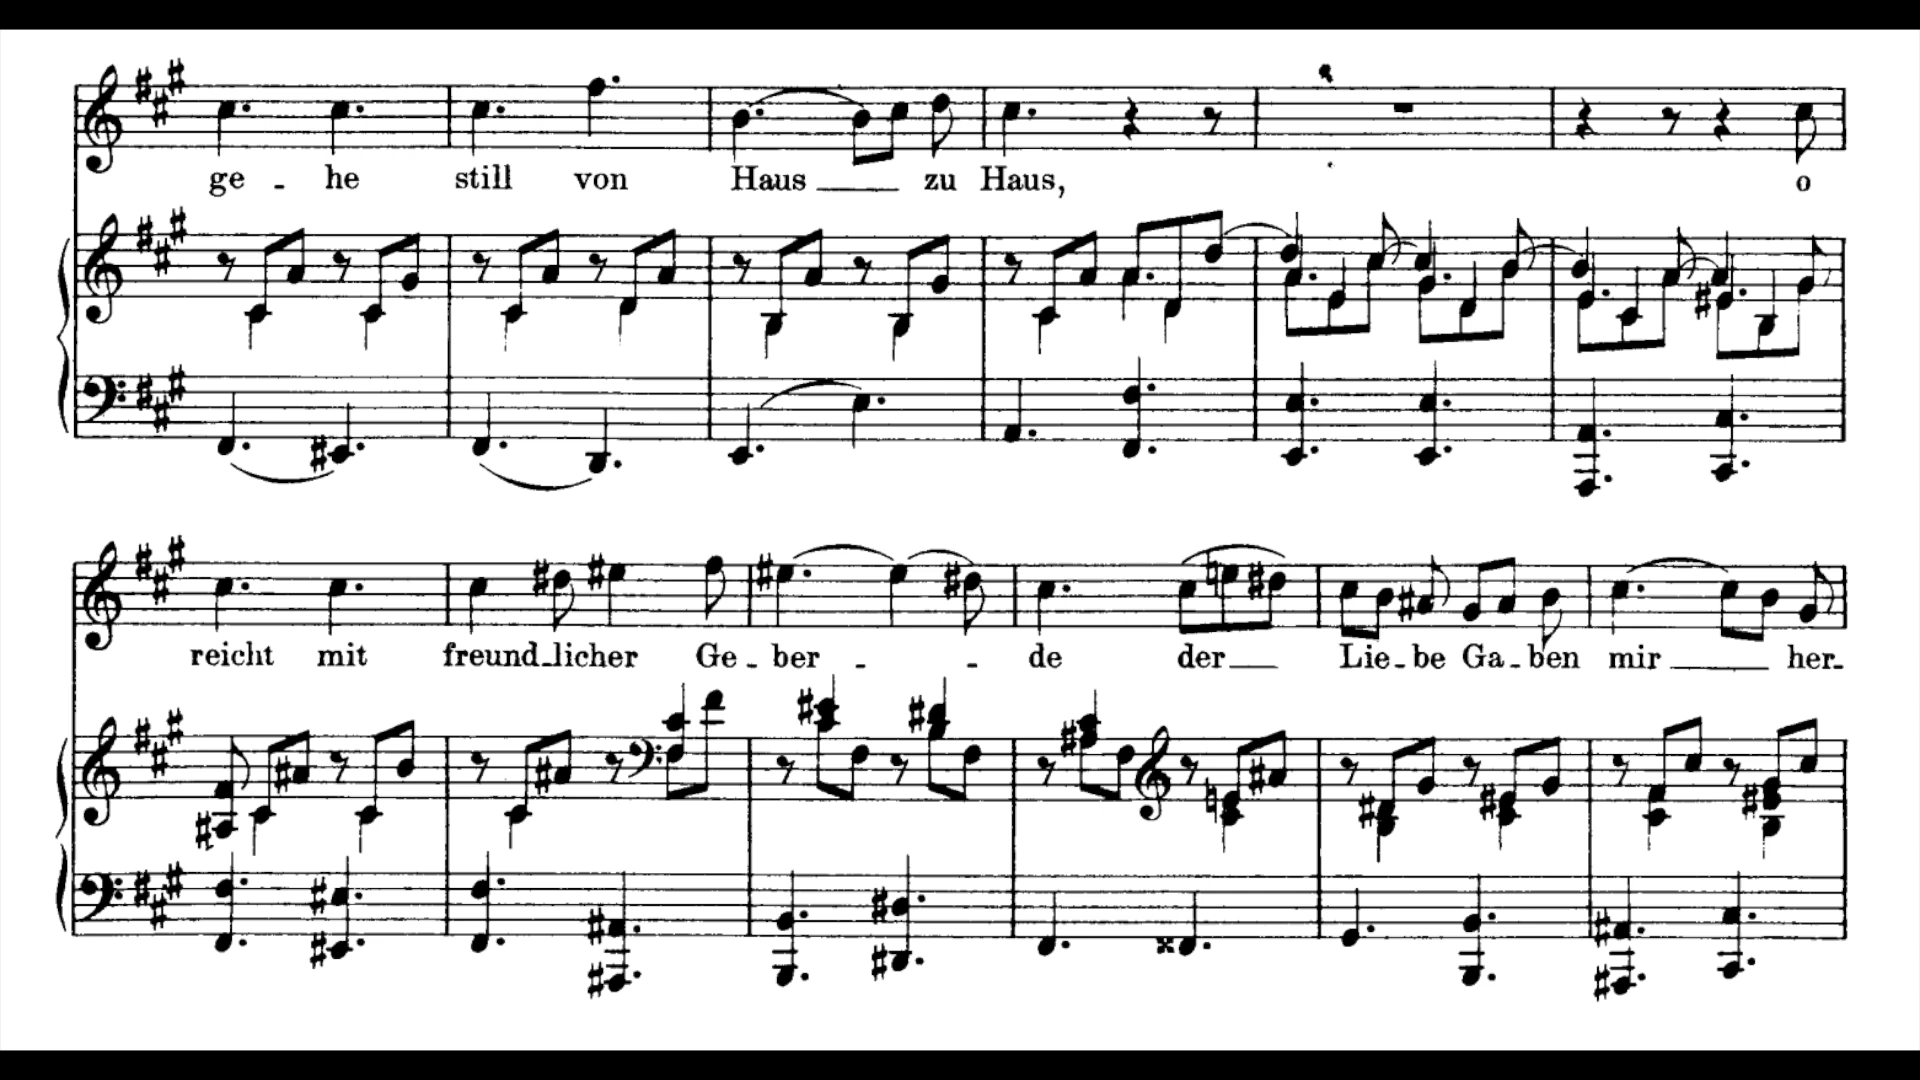 ge - he still von Haus zu Haus, o
reicht mit freund-licher Ge - ber - - de der Lie - be Ga - ben mir her -